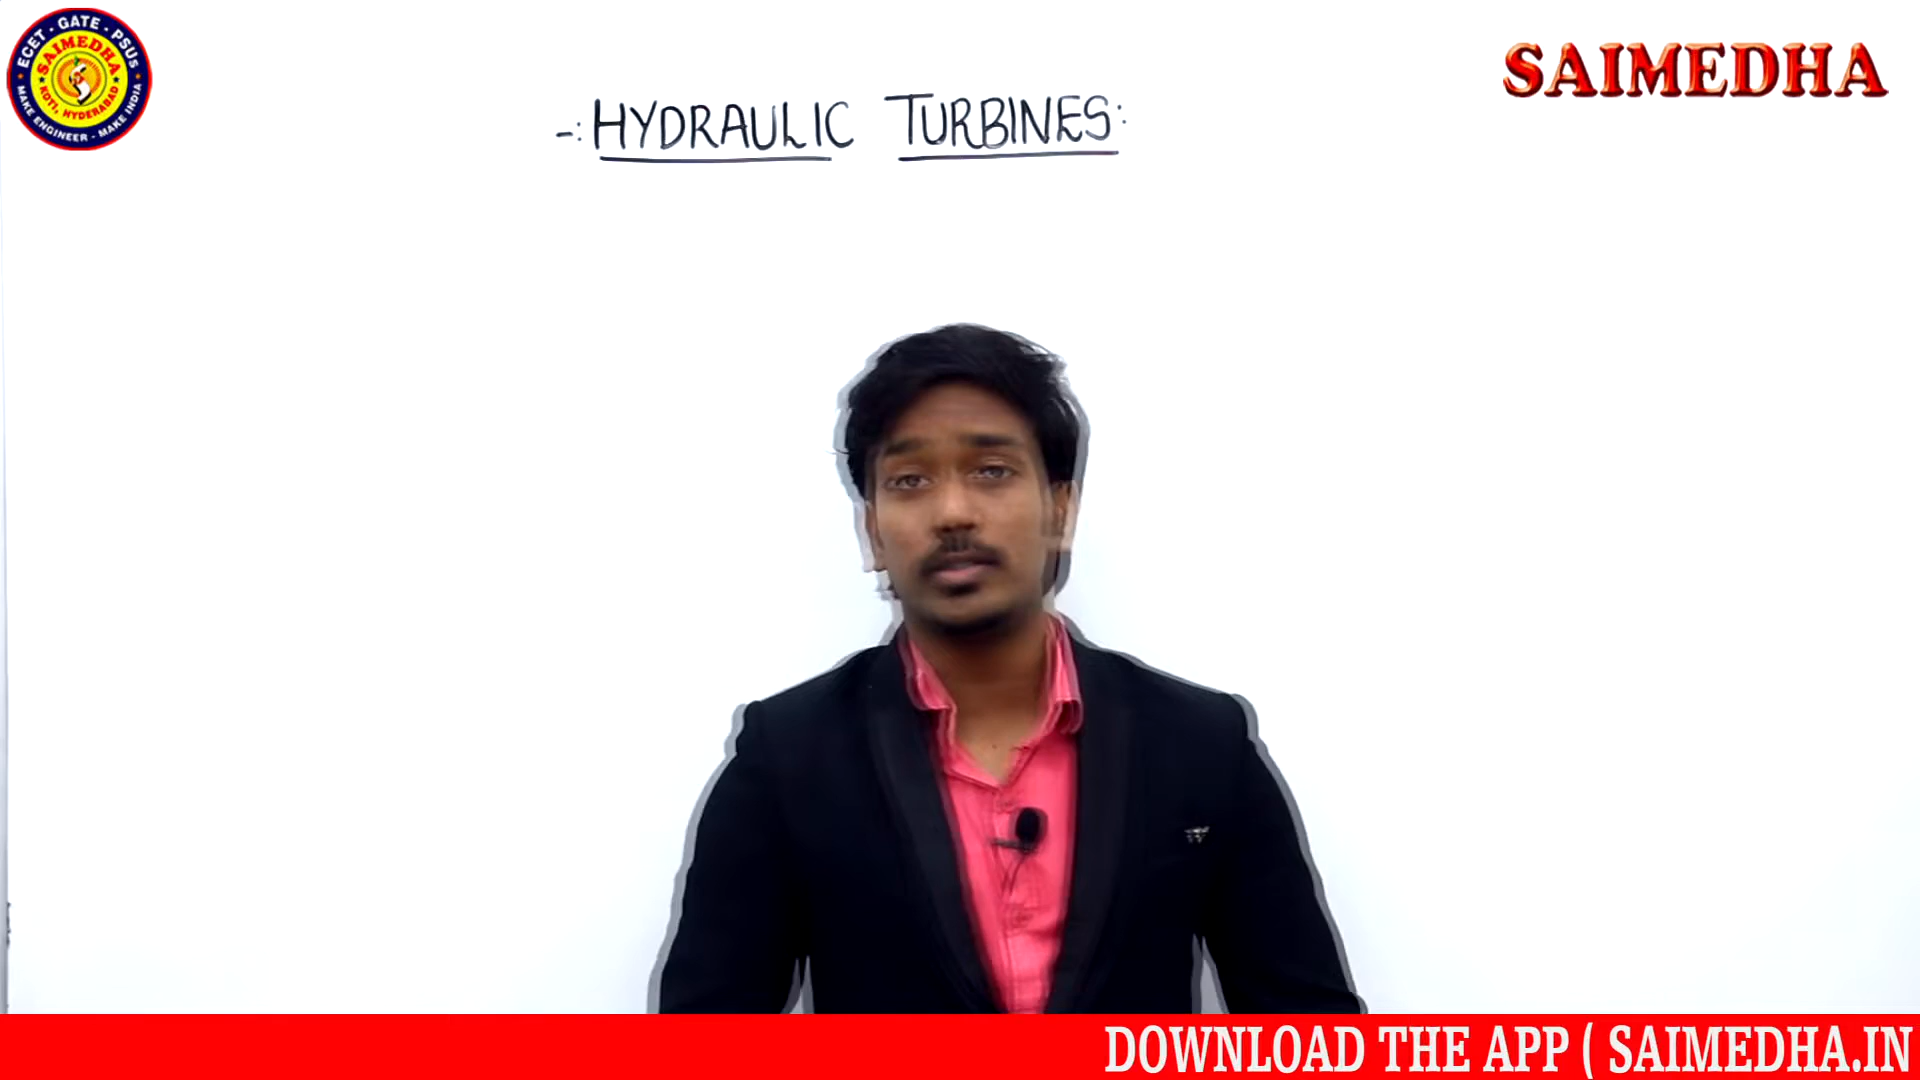 ECET - GATE - PSUs
SAIMEDHA
KOTI, HYDERABAD
MAKE ENGINEER - MAKE INDIA
SAIMEDHA
-: HYDRAULIC TURBINES :
DOWNLOAD THE APP ( SAIMEDHA.IN